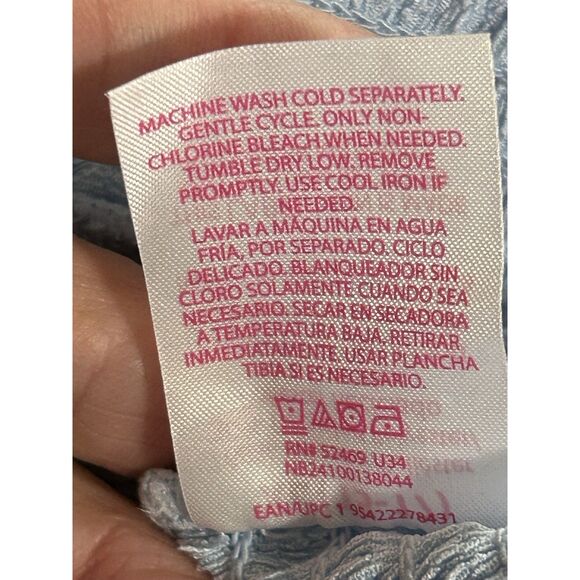 MACHINE WASH COLD SEPARATELY.
GENTLE CYCLE. ONLY NON-
CHLORINE BLEACH WHEN NEEDED.
TUMBLE DRY LOW. REMOVE
PROMPTLY. USE COOL IRON IF
NEEDED.
LAVAR A MÁQUINA EN AGUA
FRÍA, POR SEPARADO. CICLO
DELICADO. BLANQUEADOR SIN
CLORO SOLAMENTE CUANDO SEA
NECESARIO. SECAR EN SECADORA
A TEMPERATURA BAJA, RETIRAR
INMEDIATAMENTE. USAR PLANCHA
TIBIA SI ES NECESARIO.
RN# 52469 U34
NB24100138044
EAN/UPC 1 95422278431